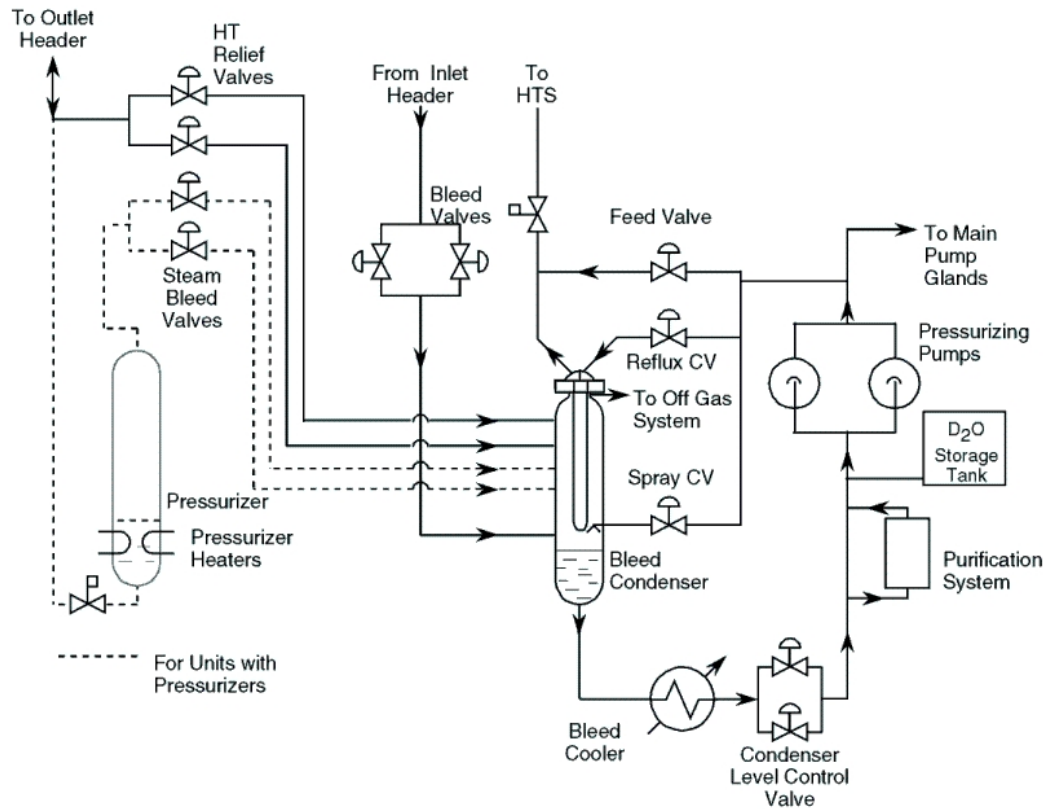 To Outlet
Header
HT
Relief
Valves
From Inlet
Header
To
HTS
Bleed
Valves
Feed Valve
To Main
Pump
Glands
Steam
Bleed
Valves
Reflux CV
Pressurizing
Pumps
To Off Gas
System
D2O
Storage
Tank
Pressurizer
Spray CV
Pressurizer
Heaters
Bleed
Condenser
Purification
System
For Units with
Pressurizers
Bleed
Cooler
Condenser
Level Control
Valve